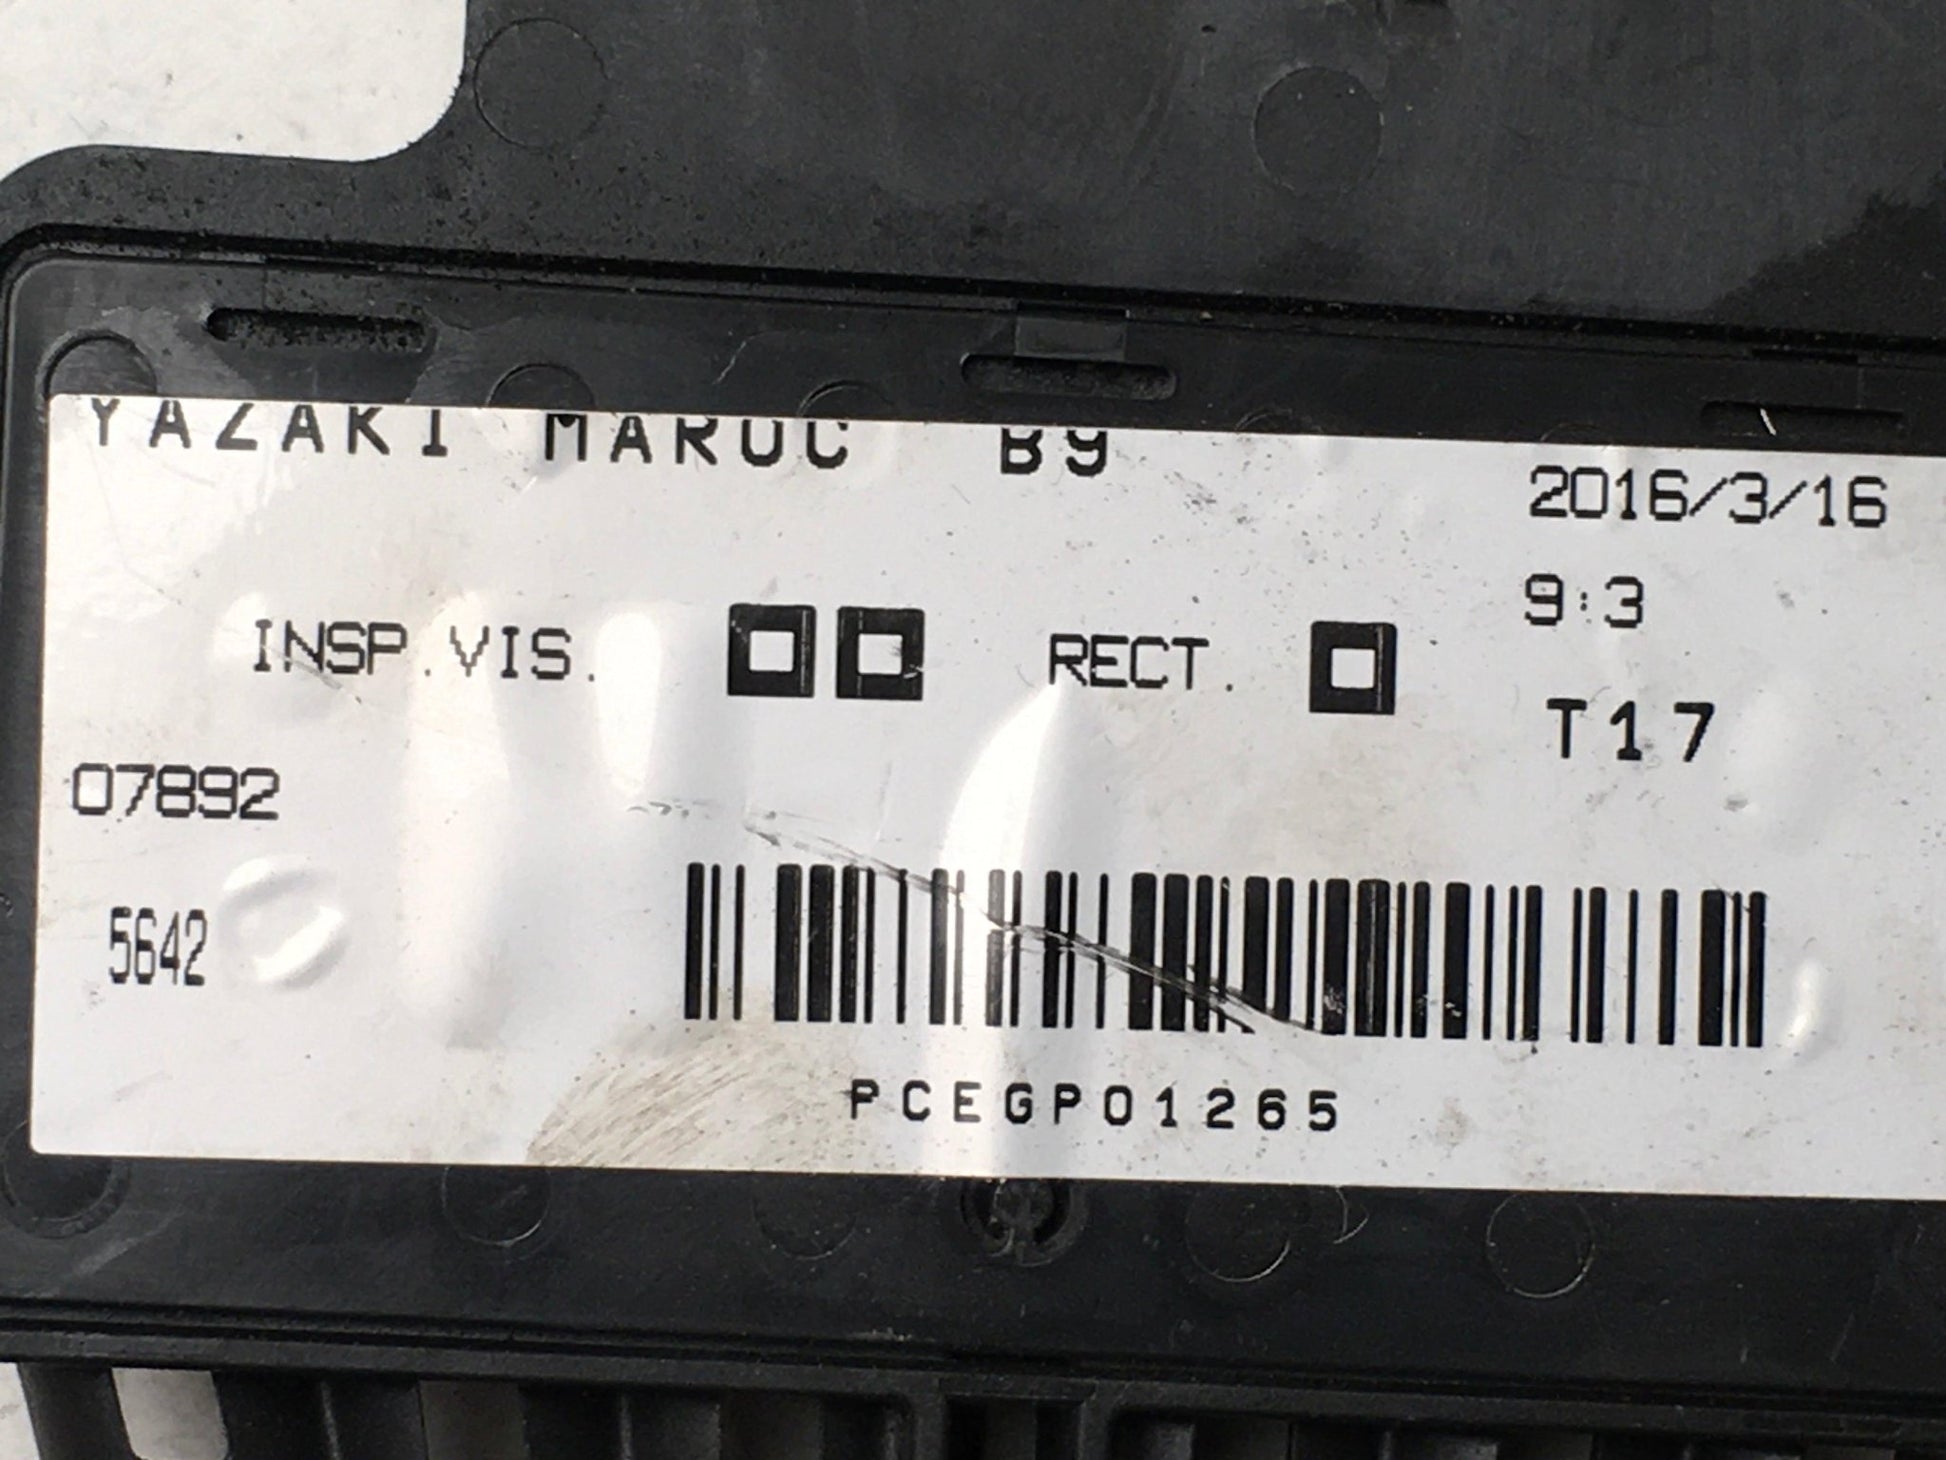 YAZAKI MAROC B9
2016/3/16
9:3
INSP.VIS. RECT.
T17
07892
5642
PCEGP01265